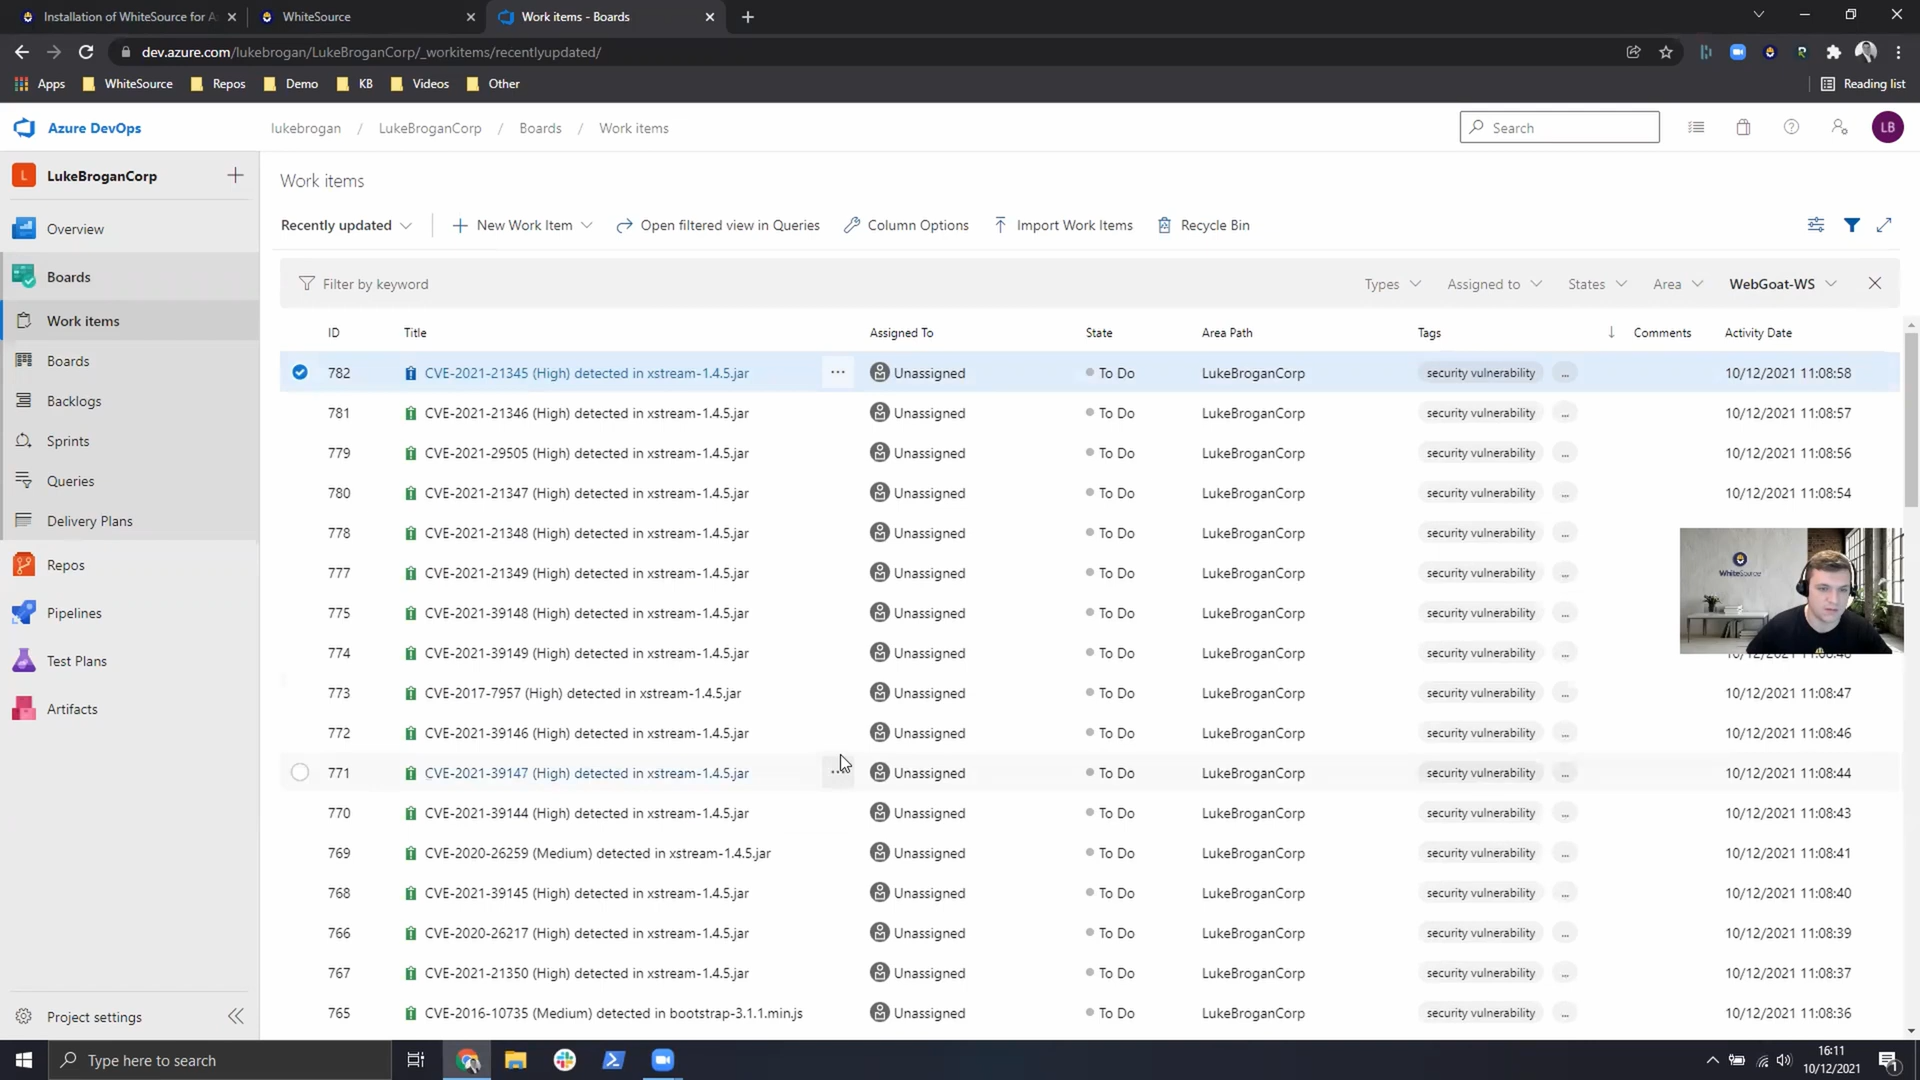 Installation of WhiteSource for A
WhiteSource
Work items - Boards
dev.azure.com/lukebrogan/LukeBroganCorp/_workitems/recentlyupdated/
Apps
WhiteSource
Repos
Demo
KB
Videos
Other
Reading list
Azure DevOps
lukebrogan / LukeBroganCorp / Boards / Work items
Search
LB
L LukeBroganCorp
Overview
Boards
Work items
Boards
Backlogs
Sprints
Queries
Delivery Plans
Repos
Pipelines
Test Plans
Artifacts
Project settings
Work items
Recently updated
New Work Item
Open filtered view in Queries
Column Options
Import Work Items
Recycle Bin
Filter by keyword
Types
Assigned to
States
Area
WebGoat-WS
ID Title Assigned To State Area Path Tags Comments Activity Date
782 CVE-2021-21345 (High) detected in xstream-1.4.5.jar ... Unassigned To Do LukeBroganCorp security vulnerability ... 10/12/2021 11:08:58
781 CVE-2021-21346 (High) detected in xstream-1.4.5.jar Unassigned To Do LukeBroganCorp security vulnerability ... 10/12/2021 11:08:57
779 CVE-2021-29505 (High) detected in xstream-1.4.5.jar Unassigned To Do LukeBroganCorp security vulnerability ... 10/12/2021 11:08:56
780 CVE-2021-21347 (High) detected in xstream-1.4.5.jar Unassigned To Do LukeBroganCorp security vulnerability ... 10/12/2021 11:08:54
778 CVE-2021-21348 (High) detected in xstream-1.4.5.jar Unassigned To Do LukeBroganCorp security vulnerability ...
777 CVE-2021-21349 (High) detected in xstream-1.4.5.jar Unassigned To Do LukeBroganCorp security vulnerability ...
WhiteSource
775 CVE-2021-39148 (High) detected in xstream-1.4.5.jar Unassigned To Do LukeBroganCorp security vulnerability ...
774 CVE-2021-39149 (High) detected in xstream-1.4.5.jar Unassigned To Do LukeBroganCorp security vulnerability ...
773 CVE-2017-7957 (High) detected in xstream-1.4.5.jar Unassigned To Do LukeBroganCorp security vulnerability ... 10/12/2021 11:08:47
772 CVE-2021-39146 (High) detected in xstream-1.4.5.jar Unassigned To Do LukeBroganCorp security vulnerability ... 10/12/2021 11:08:46
771 CVE-2021-39147 (High) detected in xstream-1.4.5.jar ... Unassigned To Do LukeBroganCorp security vulnerability ... 10/12/2021 11:08:44
770 CVE-2021-39144 (High) detected in xstream-1.4.5.jar Unassigned To Do LukeBroganCorp security vulnerability ... 10/12/2021 11:08:43
769 CVE-2020-26259 (Medium) detected in xstream-1.4.5.jar Unassigned To Do LukeBroganCorp security vulnerability ... 10/12/2021 11:08:41
768 CVE-2021-39145 (High) detected in xstream-1.4.5.jar Unassigned To Do LukeBroganCorp security vulnerability ... 10/12/2021 11:08:40
766 CVE-2020-26217 (High) detected in xstream-1.4.5.jar Unassigned To Do LukeBroganCorp security vulnerability ... 10/12/2021 11:08:39
767 CVE-2021-21350 (High) detected in xstream-1.4.5.jar Unassigned To Do LukeBroganCorp security vulnerability ... 10/12/2021 11:08:37
765 CVE-2016-10735 (Medium) detected in bootstrap-3.1.1.min.js Unassigned To Do LukeBroganCorp security vulnerability ... 10/12/2021 11:08:36
Type here to search
16:11
10/12/2021
1